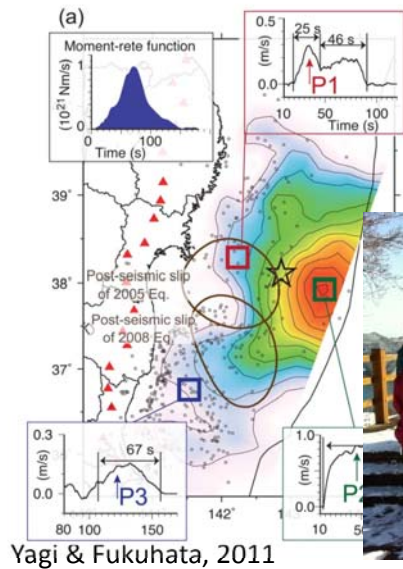 (a)
Moment-rete function
(10²¹ Nm/s)
1
0
0 100
Time (s)
(m/s)
0.5
0.0
25 s 46 s
P1
10 50 100
Time (s)
39°
38°
37°
Post-seismic slip
of 2005 Eq.
Post-seismic slip
of 2008 Eq.
0.3
(m/s)
0.0
67 s
P3
80 100 150
142°
1.0
(m/s)
0.0
10
Yagi & Fukuhata, 2011